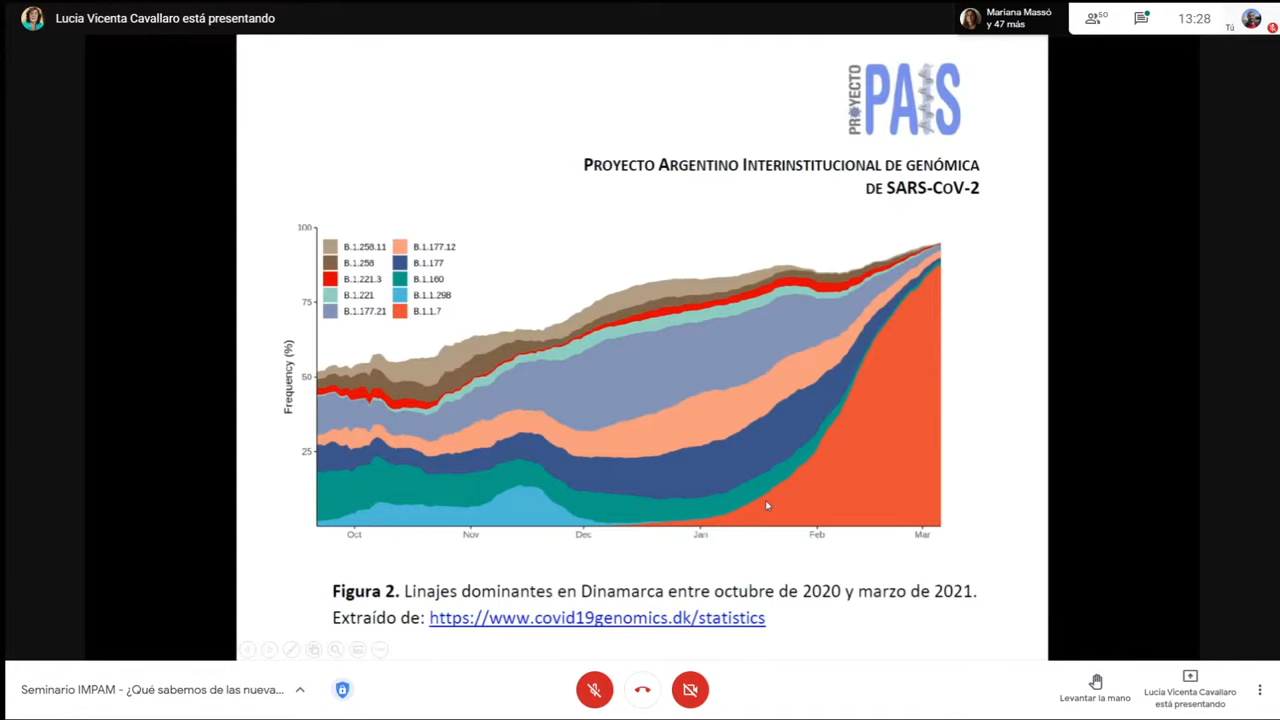 Lucia Vicenta Cavallaro está presentando
Mariana Massó
y 47 más
50
13:28
Tú
PROYECTO
PAIS
PROYECTO ARGENTINO INTERINSTITUCIONAL DE GENÓMICA
DE SARS-COV-2
100
75
50
25
Frequency (%)
B.1.258.11
B.1.258
B.1.221.3
B.1.221
B.1.177.21
B.1.177.12
B.1.177
B.1.160
B.1.1.298
B.1.1.7
Oct
Nov
Dec
Jan
Feb
Mar
Figura 2. Linajes dominantes en Dinamarca entre octubre de 2020 y marzo de 2021.
Extraído de: https://www.covid19genomics.dk/statistics
Seminario IMPAM - ¿Qué sabemos de las nueva...
Levantar la mano
Lucia Vicenta Cavallaro
está presentando